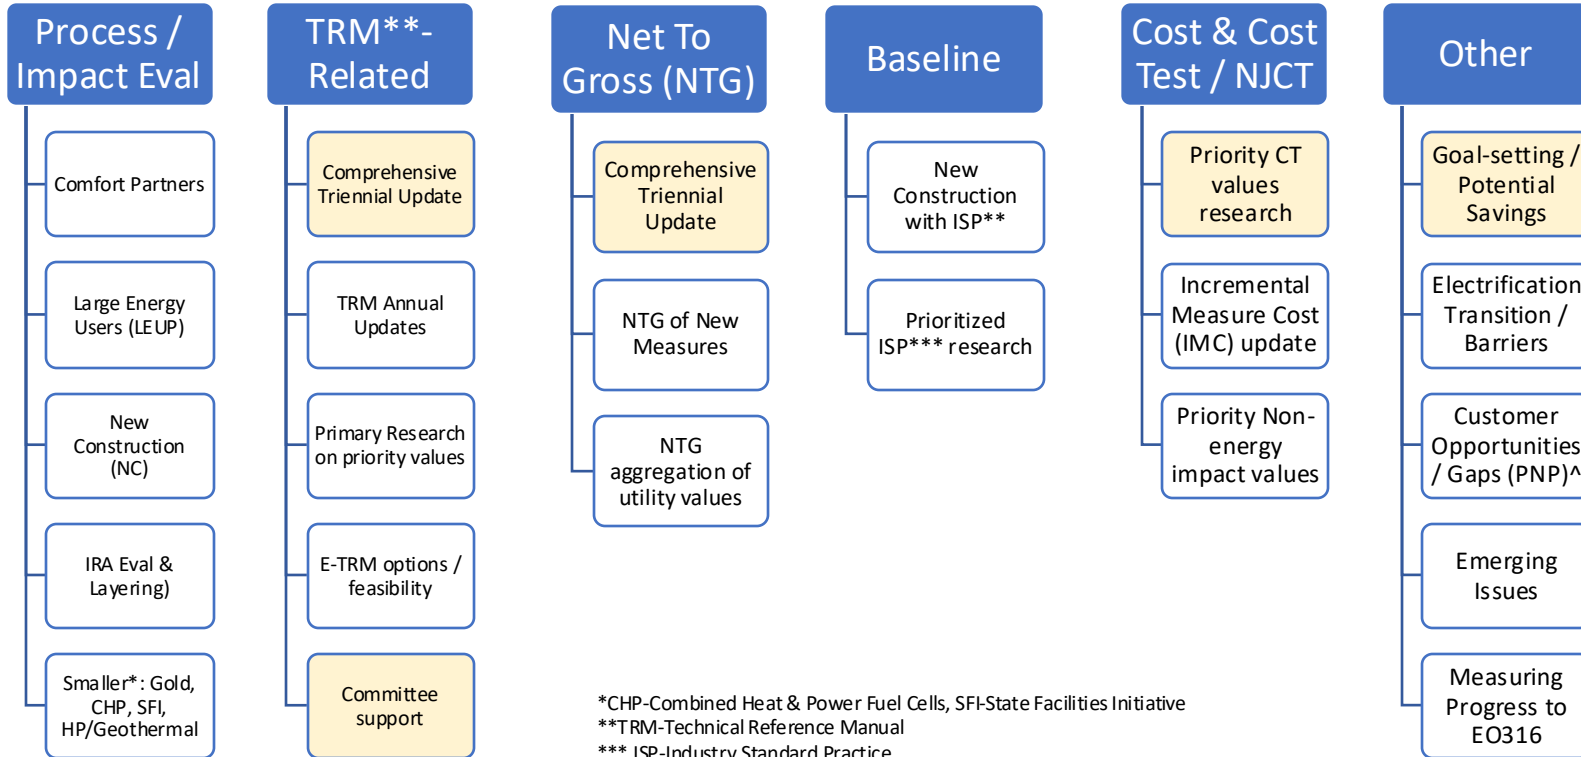 Process /
Impact Eval
Comfort Partners
Large Energy
Users (LEUP)
New
Construction
(NC)
IRA Eval &
Layering)
Smaller*: Gold,
CHP, SFI,
HP/Geothermal
TRM**-
Related
Comprehensive
Triennial Update
TRM Annual
Updates
Primary Research
on priority values
E-TRM options /
feasibility
Committee
support
Net To
Gross (NTG)
Comprehensive
Triennial
Update
NTG of New
Measures
NTG
aggregation of
utility values
Baseline
New
Construction
with ISP**
Prioritized
ISP*** research
Cost & Cost
Test / NJCT
Priority CT
values
research
Incremental
Measure Cost
(IMC) update
Priority Non-
energy
impact values
Other
Goal-setting /
Potential
Savings
Electrification
Transition /
Barriers
Customer
Opportunities
/ Gaps (PNP)^
Emerging
Issues
Measuring
Progress to
EO316
*CHP-Combined Heat & Power Fuel Cells, SFI-State Facilities Initiative
**TRM-Technical Reference Manual
*** ISP-Industry Standard Practice